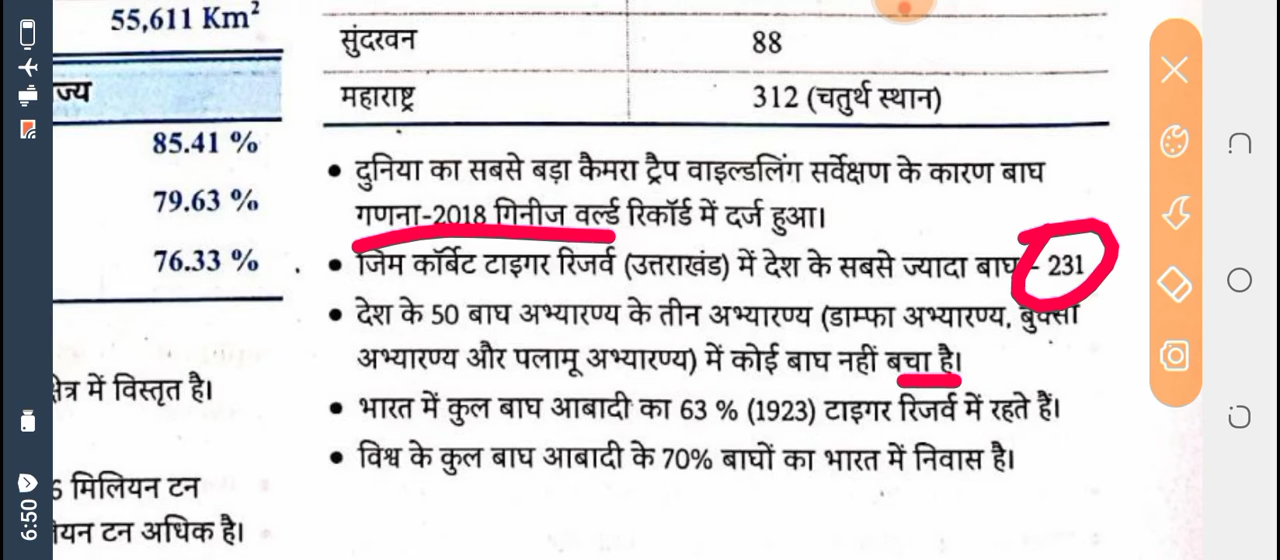 55,611 Km²
ज्य
85.41 %
79.63 %
76.33 %
क्षेत्र में विस्तृत है।
मिलियन टन
टन अधिक है।
सुंदरवन 88
महाराष्ट्र 312 (चतुर्थ स्थान)
• दुनिया का सबसे बड़ा कैमरा ट्रैप वाइल्डलिंग सर्वेक्षण के कारण बाघ
गणना-2018 गिनीज वर्ल्ड रिकॉर्ड में दर्ज हुआ।
• जिम कॉर्बेट टाइगर रिजर्व (उत्तराखंड) में देश के सबसे ज्यादा बाघ - 231
• देश के 50 बाघ अभ्यारण्य के तीन अभ्यारण्य (डाम्फा अभ्यारण्य, बुक्सा
अभ्यारण्य और पलामू अभ्यारण्य) में कोई बाघ नहीं बचा है।
• भारत में कुल बाघ आबादी का 63 % (1923) टाइगर रिजर्व में रहते हैं।
• विश्व के कुल बाघ आबादी के 70% बाघों का भारत में निवास है।
6:50